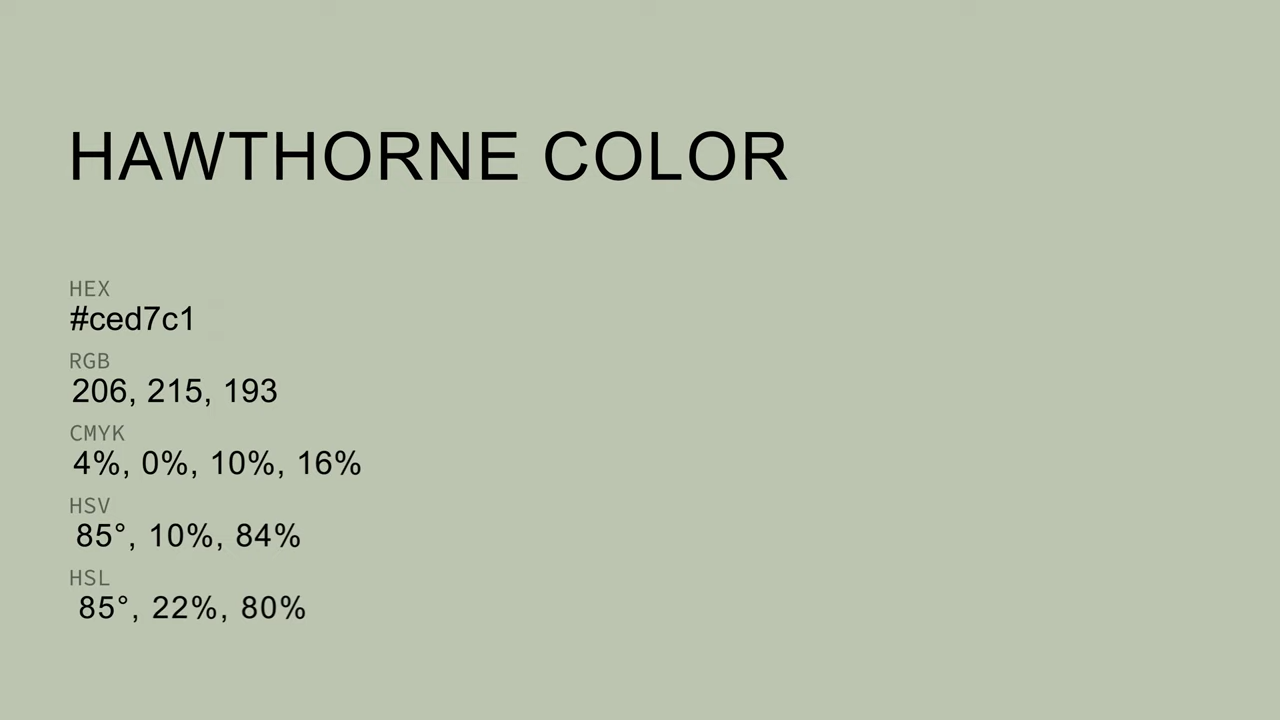 HAWTHORNE COLOR
HEX
#ced7c1
RGB
206, 215, 193
CMYK
4%, 0%, 10%, 16%
HSV
85°, 10%, 84%
HSL
85°, 22%, 80%